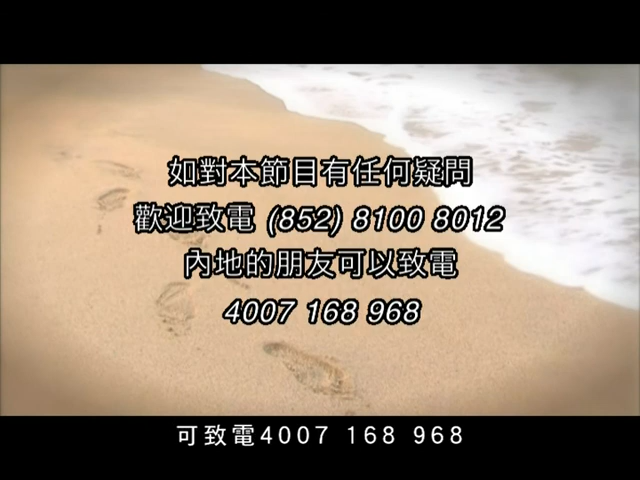 如對本節目有任何疑問
歡迎致電 (852) 8100 8012
內地的朋友可以致電
4007 168 968
可致電4007 168 968